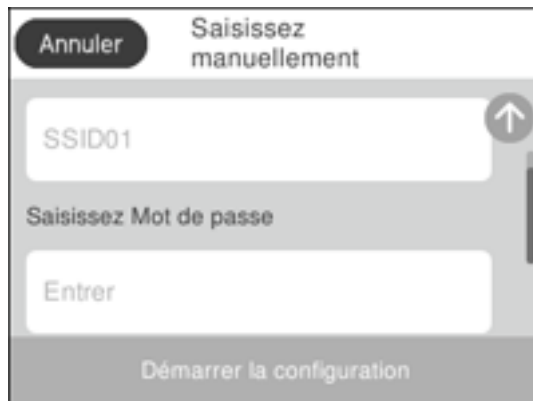 Annuler
Saisissez
manuellement
SSID01
Saisissez Mot de passe
Entrer
Démarrer la configuration